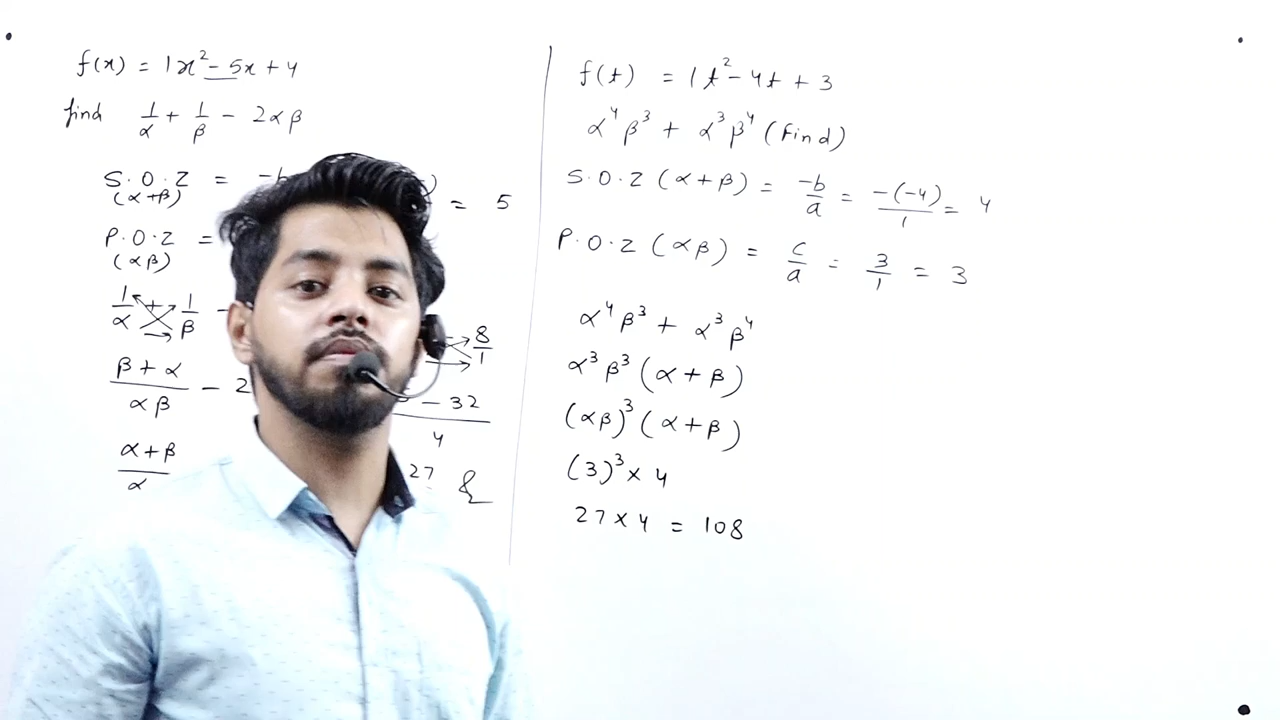 f(x) = 1x² - 5x + 4
find 1/α + 1/β - 2αβ
S.O.Z = -b
(α+β)
= 5
P.O.Z =
(αβ)
1/α + 1/β -
8/1
β + α/αβ - 2
- 32/4
α+β/α
27
f(t) = 1t² - 4t + 3
α⁴β³ + α³β⁴ (Find)
S.O.Z (α+β) = -b/a = -(-4)/1 = 4
P.O.Z (αβ) = c/a = 3/1 = 3
α⁴β³ + α³β⁴
α³β³(α+β)
(αβ)³(α+β)
(3)³×4
27×4 = 108